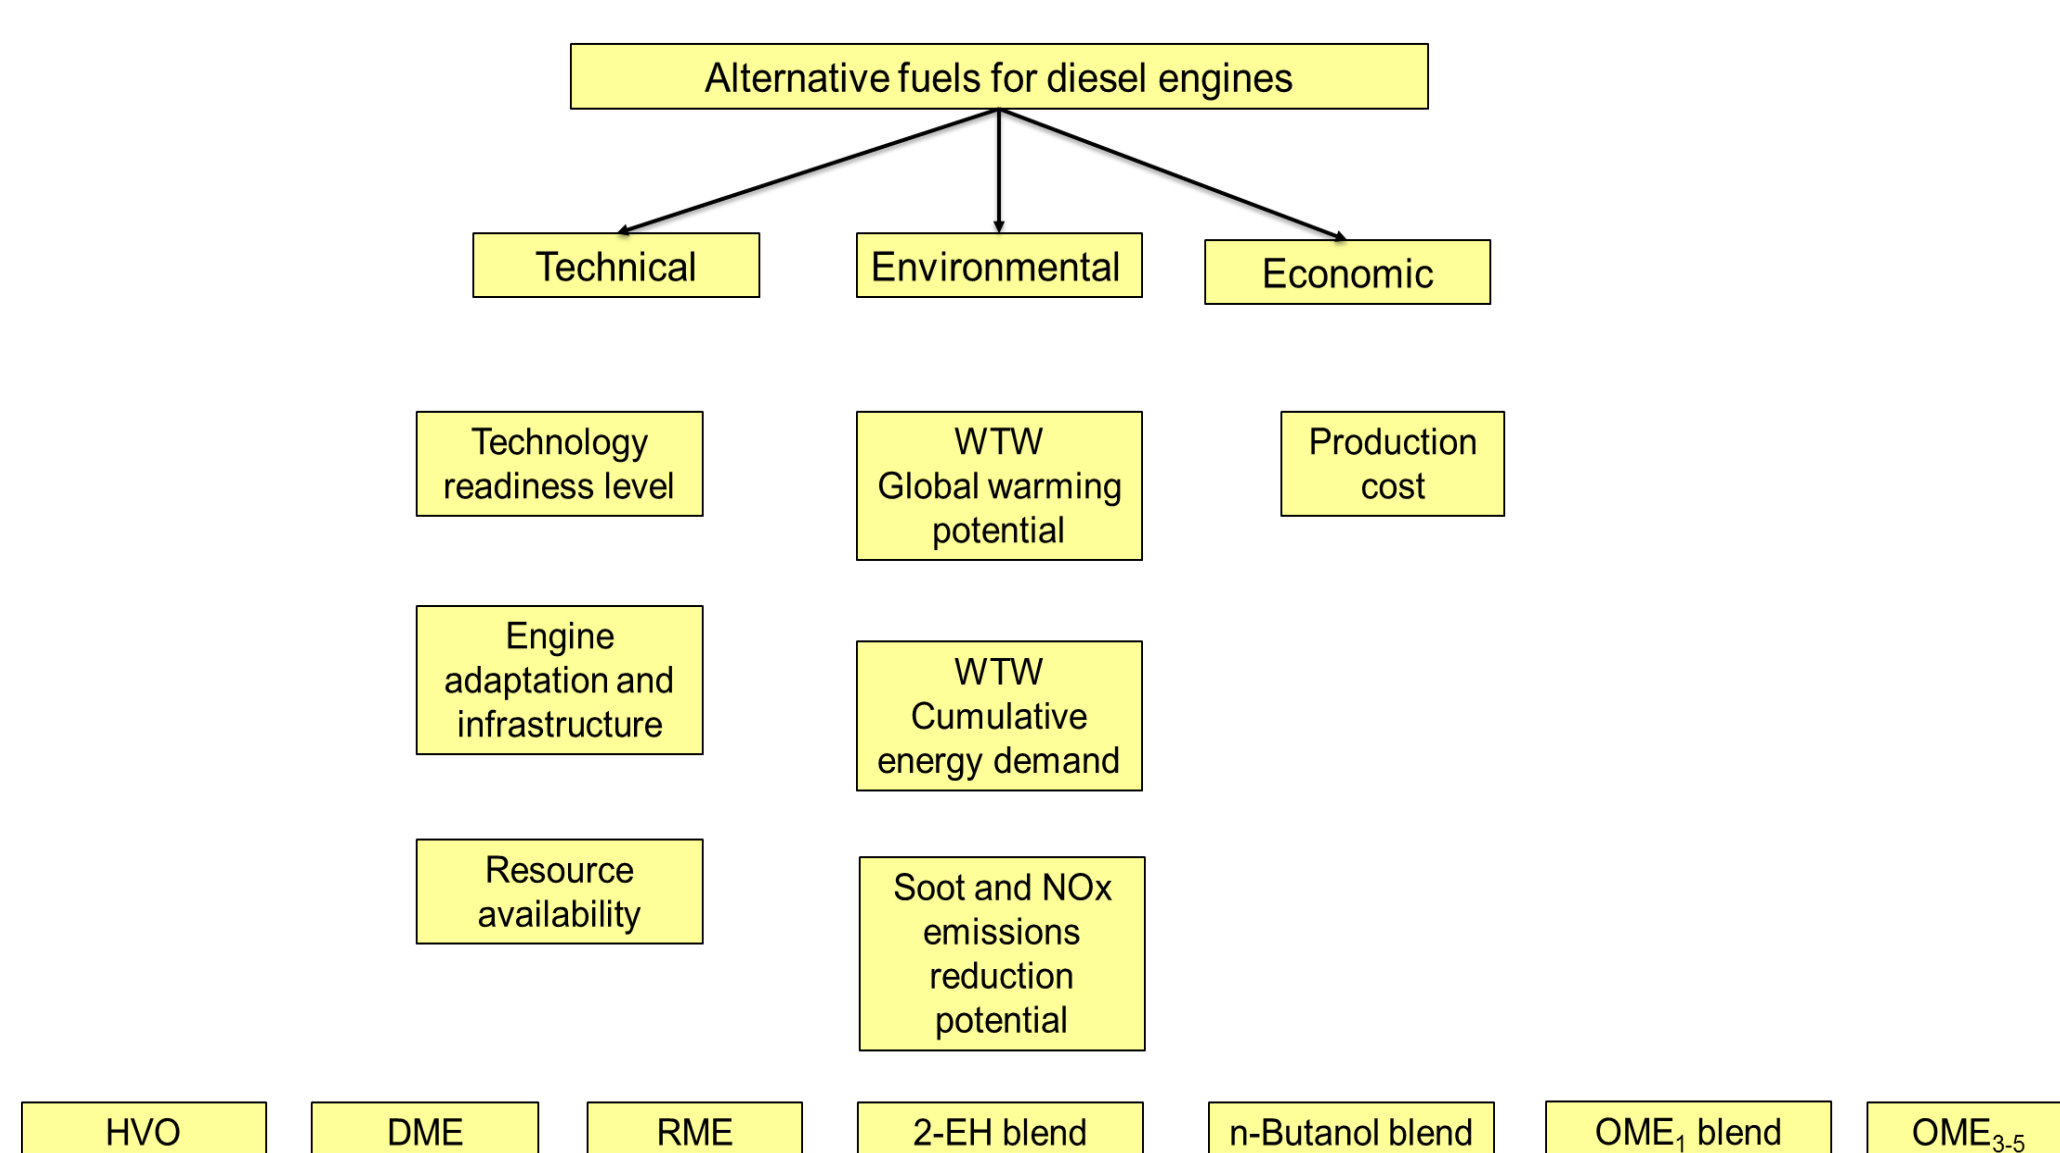 Alternative fuels for diesel engines
Technical
Environmental
Economic
Technology
readiness level
WTW
Global warming
potential
Production
cost
Engine
adaptation and
infrastructure
WTW
Cumulative
energy demand
Resource
availability
Soot and NOx
emissions
reduction
potential
HVO
DME
RME
2-EH blend
n-Butanol blend
OME₁ blend
OME₃₋₅